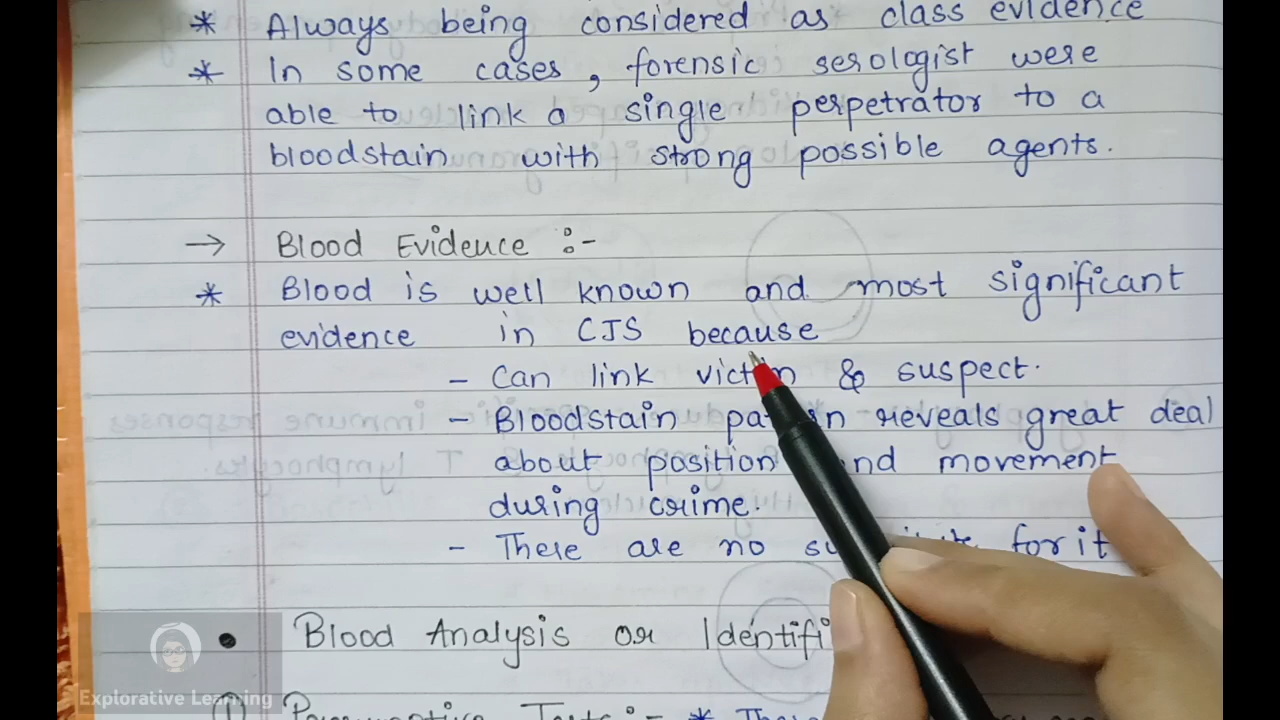 * Always being considered as class evidence
* In some cases, forensic serologist were
able to link a single perpetrator to a
bloodstain with strong possible agents.
→ Blood Evidence :-
* Blood is well known and most significant
evidence in CJS because
- Can link victim & suspect.
- Bloodstain reveals great deal
about position and movement
during crime.
- There are no for it
• Blood Analysis or
① Tests :- *
Explorative Learning